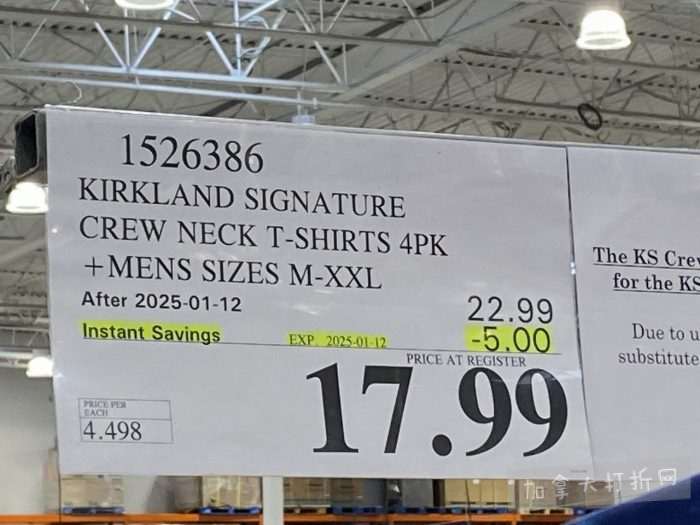 1526386
KIRKLAND SIGNATURE
CREW NECK T-SHIRTS 4PK
+MENS SIZES M-XXL
After 2025-01-12 22.99
Instant Savings EXP. 2025-01-12 -5.00
PRICE AT REGISTER
17.99
PRICE PER
EACH
4.498
The KS Crew
for the KS
Due to u
substitute
加拿大打折网